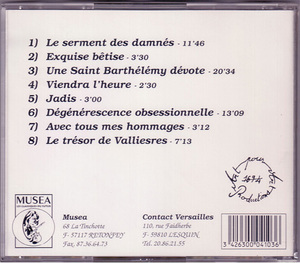 1) Le serment des damnés - 11'46
2) Exquise bêtise - 3'30
3) Une Saint Barthélémy dévote - 20'34
4) Viendra l'heure - 2'30
5) Jadis - 3'00
6) Dégénérescence obsessionnelle - 13'09
7) Avec tous mes hommages - 3'12
8) Le trésor de Valliesres - 7'13
MUSEA
Musea
68 La Tinchotte
F- 57117 RETONFEY
Fax. 87.36.64.73
Contact Versailles
110, rue Faidherbe
F- 59810 LESQUIN
Tel. 20.86.21.55
3 426300 041036